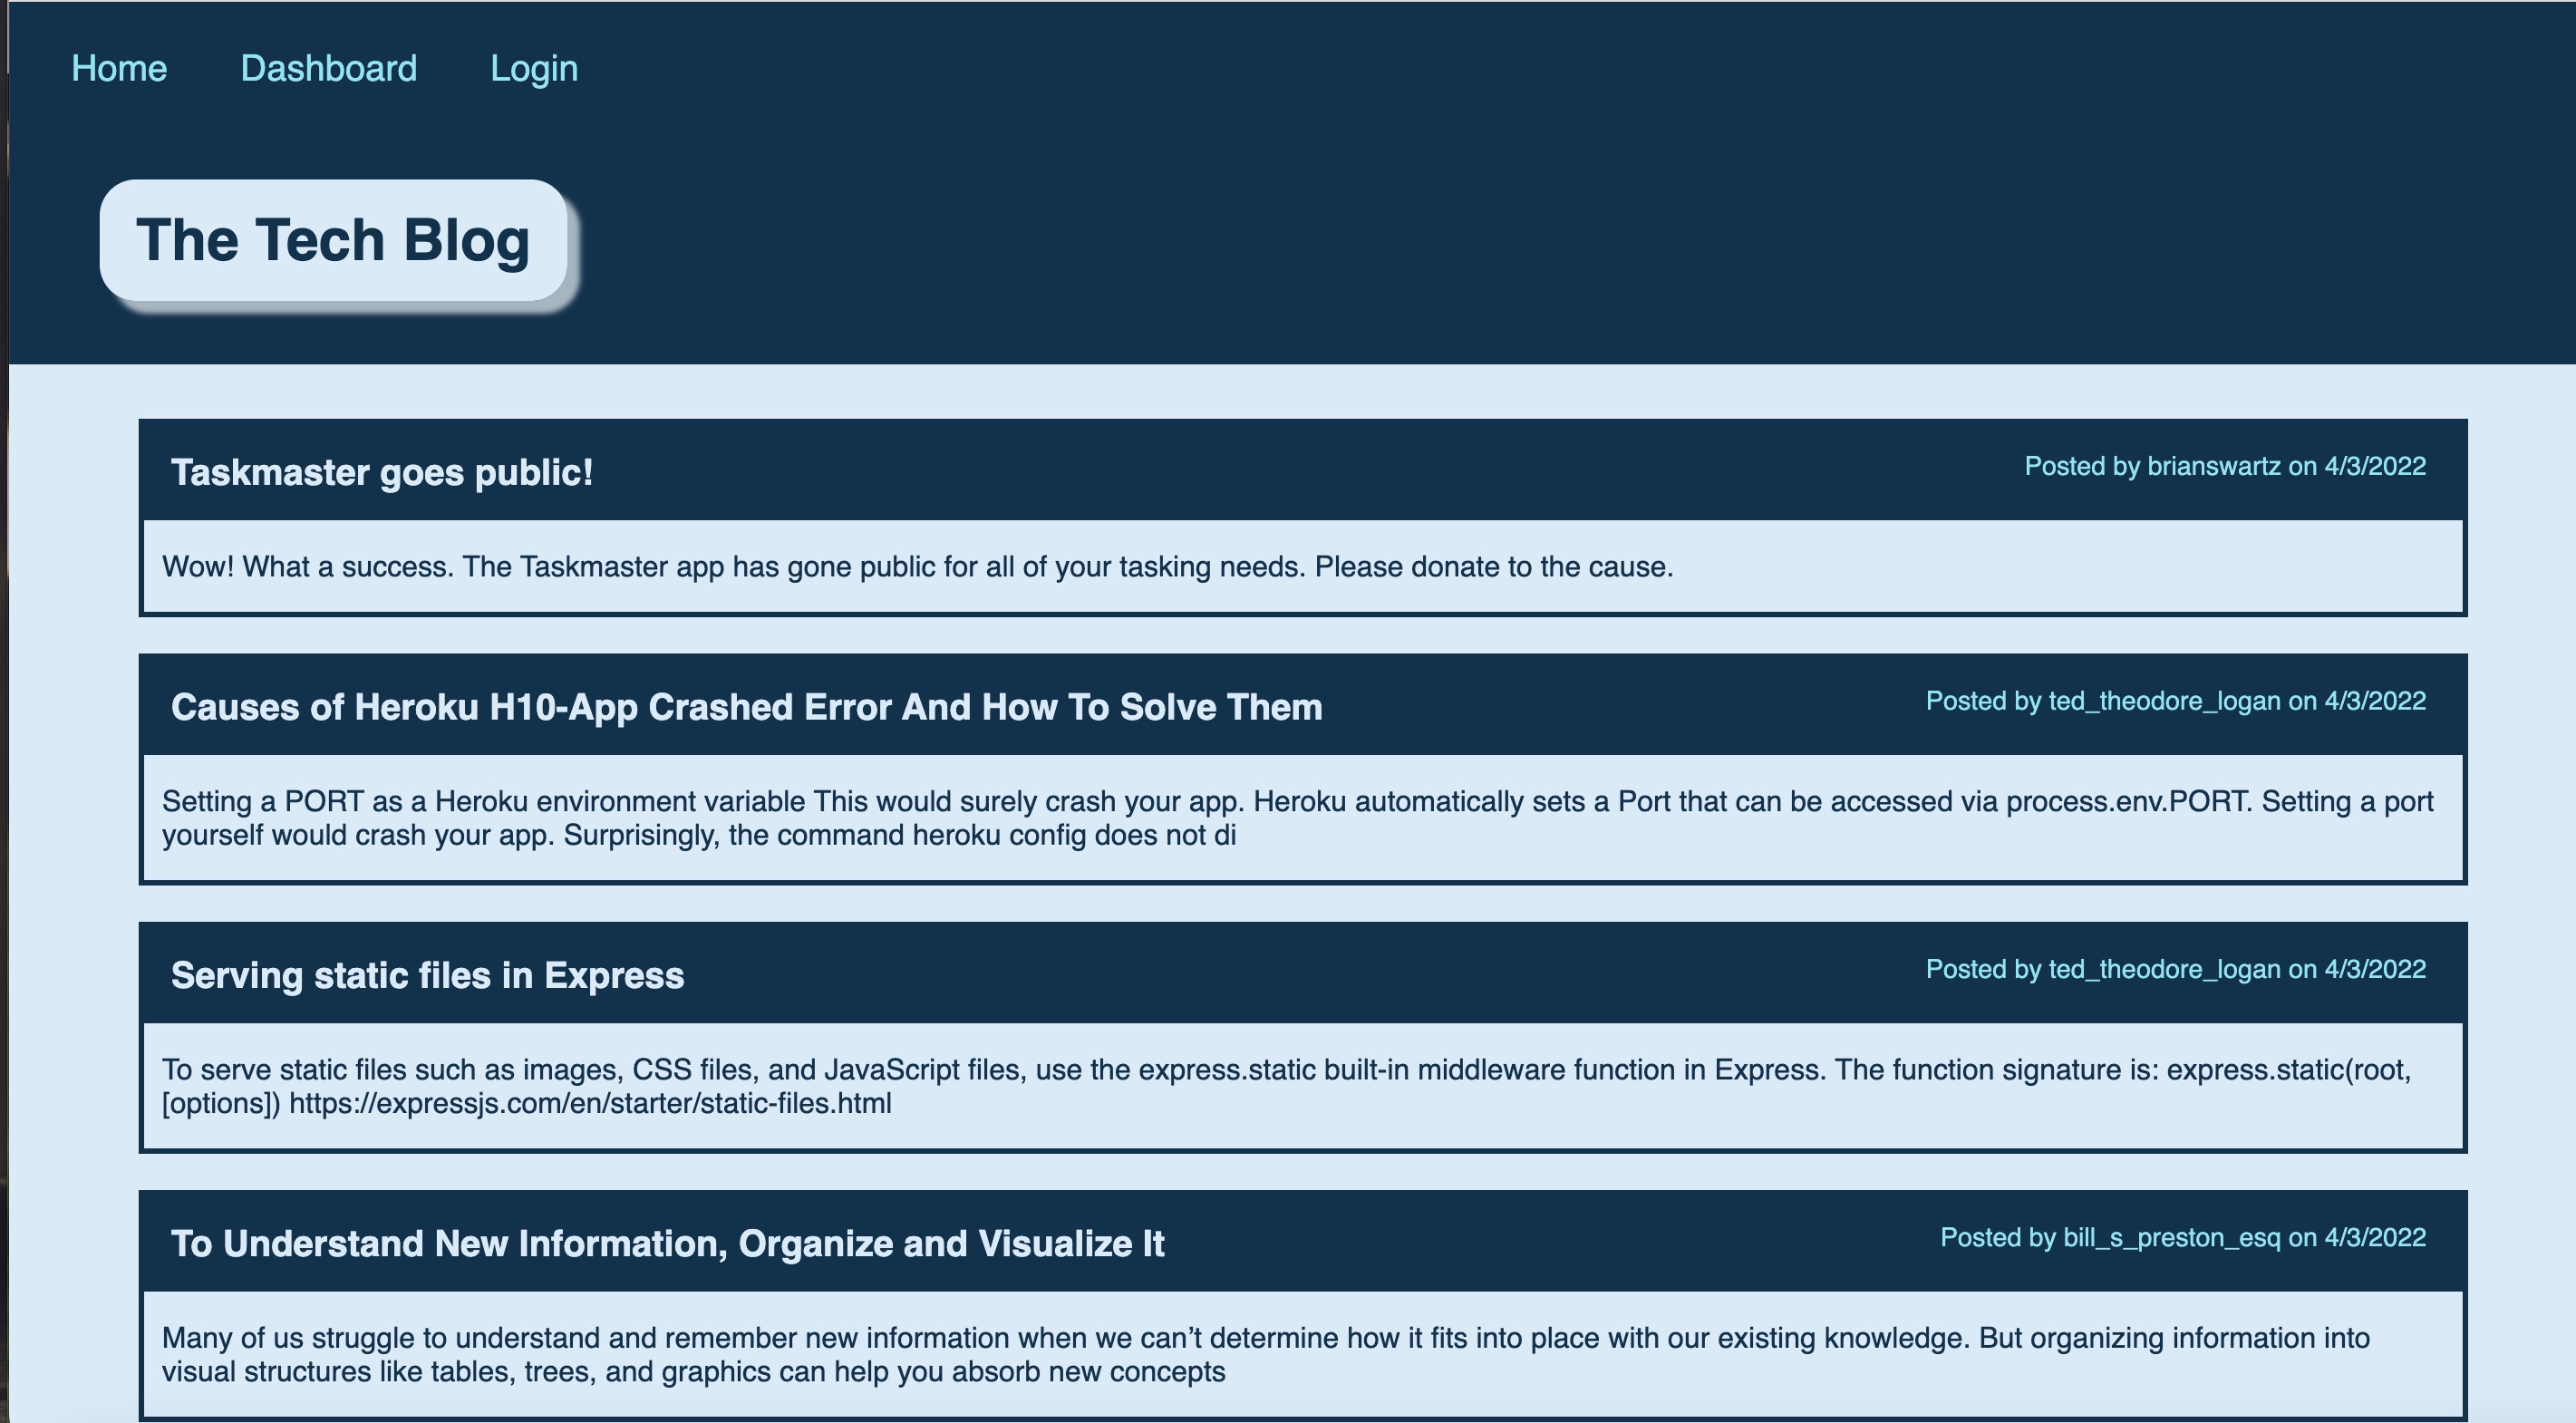 Home Dashboard Login
The Tech Blog
Taskmaster goes public!
Posted by brianswartz on 4/3/2022
Wow! What a success. The Taskmaster app has gone public for all of your tasking needs. Please donate to the cause.
Causes of Heroku H10-App Crashed Error And How To Solve Them
Posted by ted_theodore_logan on 4/3/2022
Setting a PORT as a Heroku environment variable This would surely crash your app. Heroku automatically sets a Port that can be accessed via process.env.PORT. Setting a port
yourself would crash your app. Surprisingly, the command heroku config does not di
Serving static files in Express
Posted by ted_theodore_logan on 4/3/2022
To serve static files such as images, CSS files, and JavaScript files, use the express.static built-in middleware function in Express. The function signature is: express.static(root,
[options]) https://expressjs.com/en/starter/static-files.html
To Understand New Information, Organize and Visualize It
Posted by bill_s_preston_esq on 4/3/2022
Many of us struggle to understand and remember new information when we can’t determine how it fits into place with our existing knowledge. But organizing information into
visual structures like tables, trees, and graphics can help you absorb new concepts